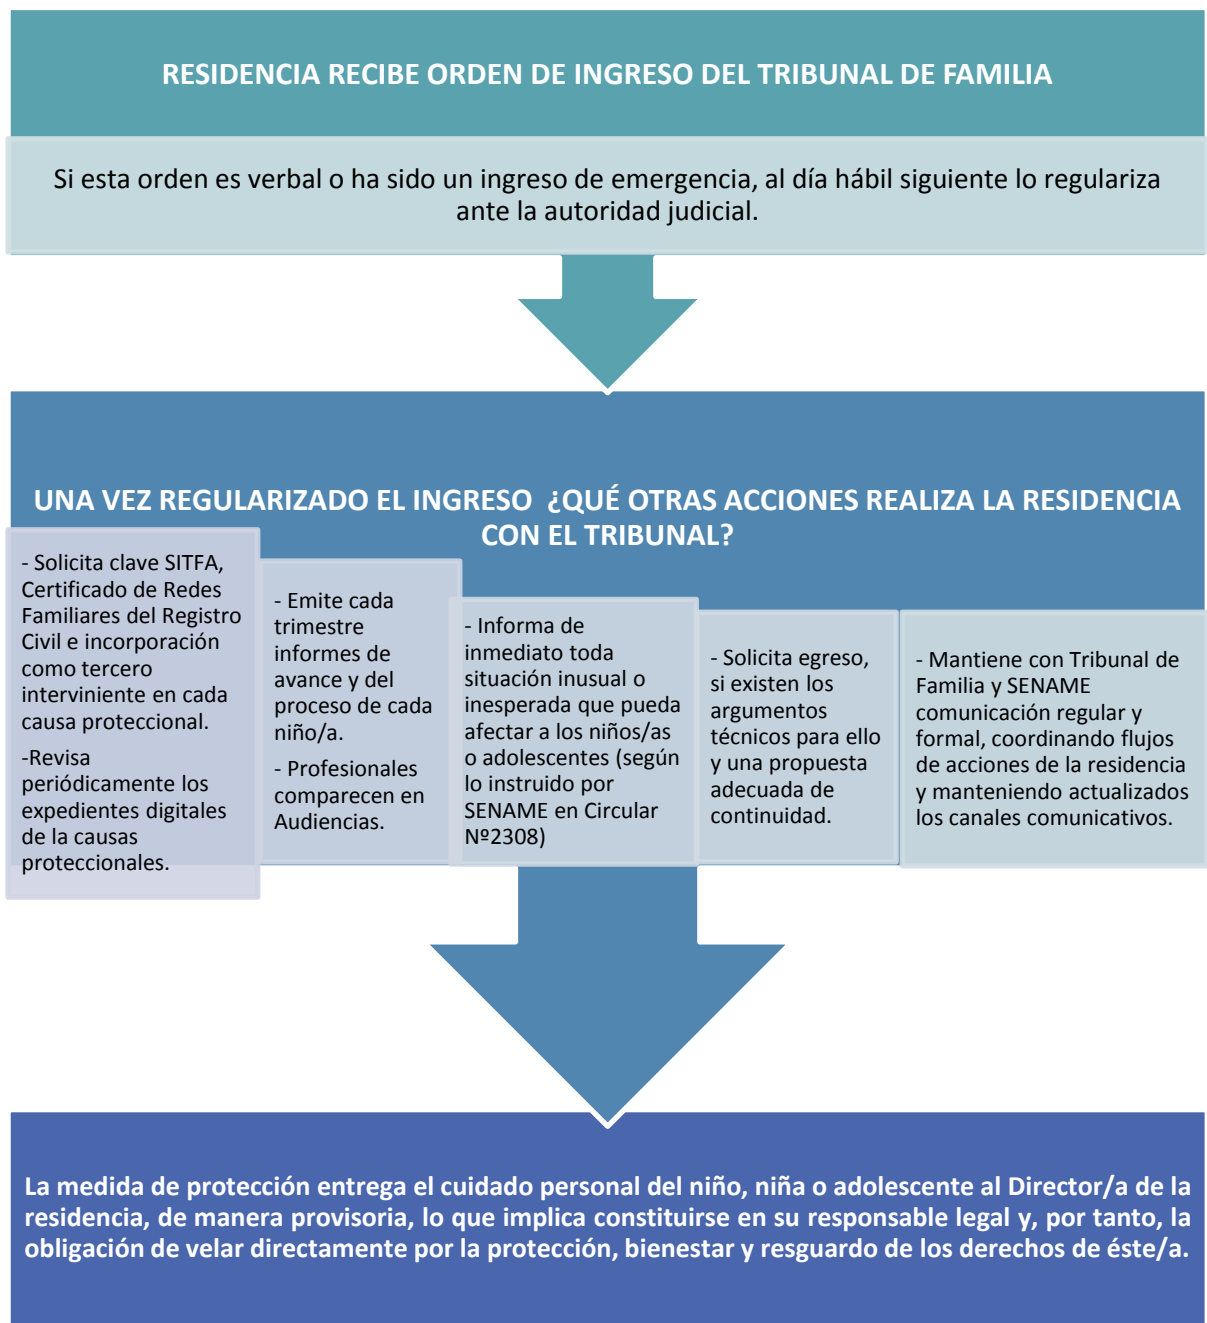 RESIDENCIA RECIBE ORDEN DE INGRESO DEL TRIBUNAL DE FAMILIA
Si esta orden es verbal o ha sido un ingreso de emergencia, al día hábil siguiente lo regulariza
ante la autoridad judicial.
UNA VEZ REGULARIZADO EL INGRESO ¿QUÉ OTRAS ACCIONES REALIZA LA RESIDENCIA
CON EL TRIBUNAL?
- Solicita clave SITFA,
Certificado de Redes
Familiares del Registro
Civil e incorporación
como tercero
interviniente en cada
causa proteccional.
-Revisa
periódicamente los
expedientes digitales
de la causas
proteccionales.
- Emite cada
trimestre
informes de
avance y del
proceso de cada
niño/a.
- Profesionales
comparecen en
Audiencias.
- Informa de
inmediato toda
situación inusual o
inesperada que pueda
afectar a los niños/as
o adolescentes (según
lo instruido por
SENAME en Circular
Nº2308)
- Solicita egreso,
si existen los
argumentos
técnicos para ello
y una propuesta
adecuada de
continuidad.
- Mantiene con Tribunal de
Familia y SENAME
comunicación regular y
formal, coordinando flujos
de acciones de la residencia
y manteniendo actualizados
los canales comunicativos.
La medida de protección entrega el cuidado personal del niño, niña o adolescente al Director/a de la
residencia, de manera provisoria, lo que implica constituirse en su responsable legal y, por tanto, la
obligación de velar directamente por la protección, bienestar y resguardo de los derechos de éste/a.